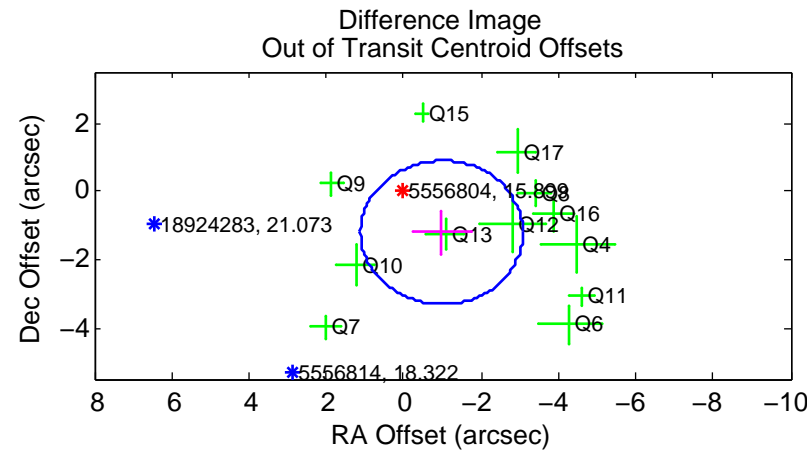 Difference Image
Out of Transit Centroid Offsets
Dec Offset (arcsec)
2
0
−2
−4
Q15
Q17
Q9
5556804, 15.899
Q16
18924283, 21.073
Q12
Q13
Q4
Q10
Q11
Q7
Q6
5556814, 18.322
8 6 4 2 0 −2 −4 −6 −8 −10
RA Offset (arcsec)